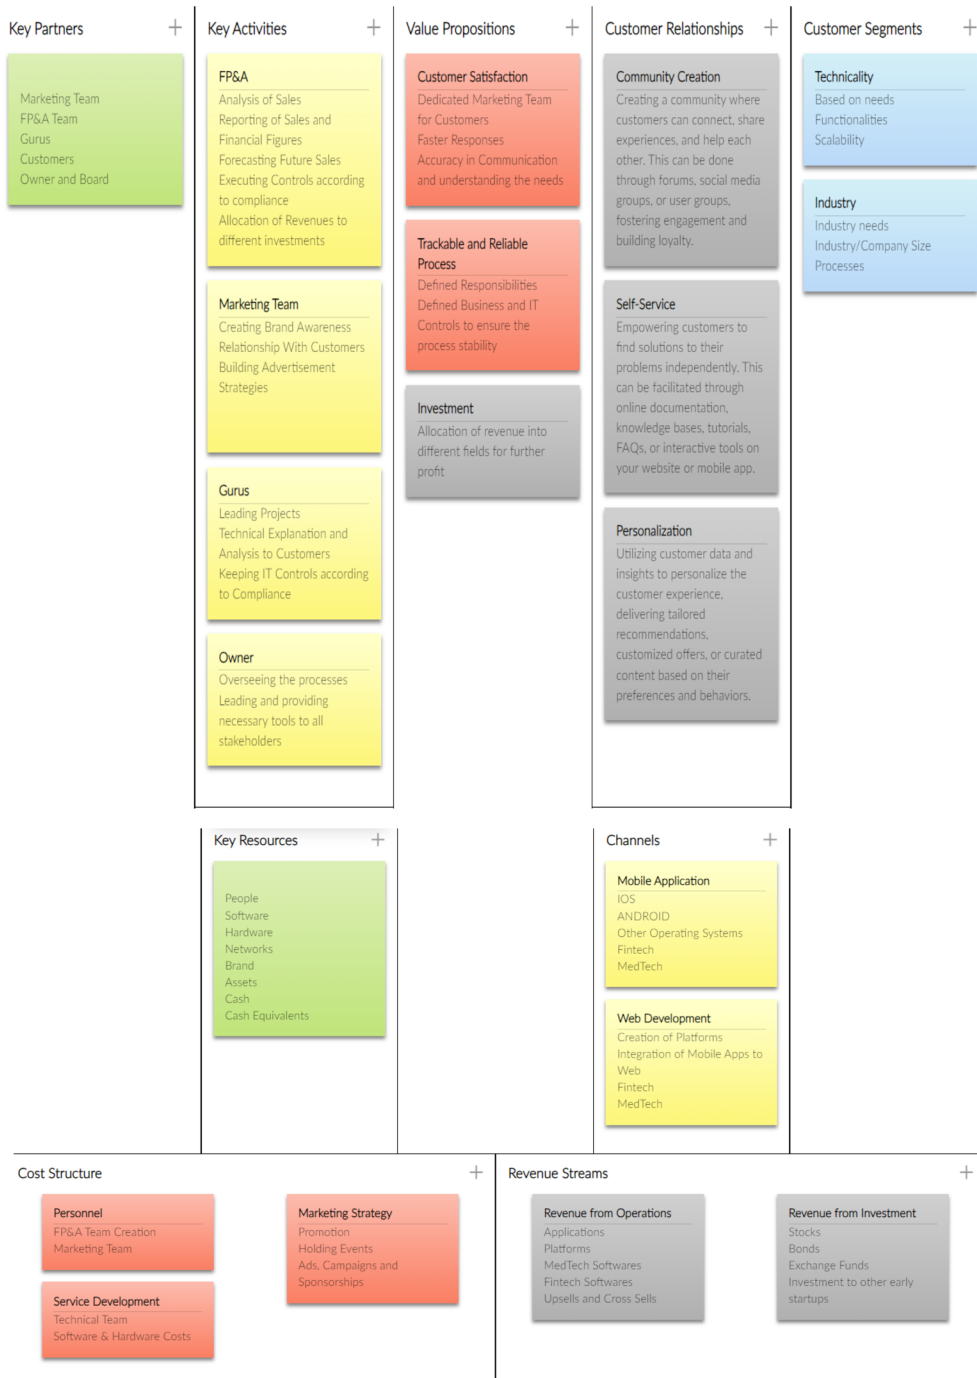 Key Partners +
Marketing Team
FP&A Team
Gurus
Customers
Owner and Board
Key Activities +
FP&A
Analysis of Sales
Reporting of Sales and
Financial Figures
Forecasting Future Sales
Executing Controls according
to compliance
Allocation of Revenues to
different investments
Marketing Team
Creating Brand Awareness
Relationship With Customers
Building Advertisement
Strategies
Gurus
Leading Projects
Technical Explanation and
Analysis to Customers
Keeping IT Controls according
to Compliance
Owner
Overseeing the processes
Leading and providing
necessary tools to all
stakeholders
Value Propositions +
Customer Satisfaction
Dedicated Marketing Team
for Customers
Faster Responses
Accuracy in Communication
and understanding the needs
Trackable and Reliable
Process
Defined Responsibilities
Defined Business and IT
Controls to ensure the
process stability
Investment
Allocation of revenue into
different fields for further
profit
Customer Relationships +
Community Creation
Creating a community where
customers can connect, share
experiences, and help each
other. This can be done
through forums, social media
groups, or user groups,
fostering engagement and
building loyalty.
Self-Service
Empowering customers to
find solutions to their
problems independently. This
can be facilitated through
online documentation,
knowledge bases, tutorials,
FAQs, or interactive tools on
your website or mobile app.
Personalization
Utilizing customer data and
insights to personalize the
customer experience,
delivering tailored
recommendations,
customized offers, or curated
content based on their
preferences and behaviors.
Customer Segments +
Technicality
Based on needs
Functionalities
Scalability
Industry
Industry needs
Industry/Company Size
Processes
Key Resources +
People
Software
Hardware
Networks
Brand
Assets
Cash
Cash Equivalents
Channels +
Mobile Application
IOS
ANDROID
Other Operating Systems
Fintech
MedTech
Web Development
Creation of Platforms
Integration of Mobile Apps to
Web
Fintech
MedTech
Cost Structure +
Personnel
FP&A Team Creation
Marketing Team
Service Development
Technical Team
Software & Hardware Costs
Marketing Strategy
Promotion
Holding Events
Ads, Campaigns and
Sponsorships
Revenue Streams +
Revenue from Operations
Applications
Platforms
MedTech Softwares
Fintech Softwares
Upsells and Cross Sells
Revenue from Investment
Stocks
Bonds
Exchange Funds
Investment to other early
startups